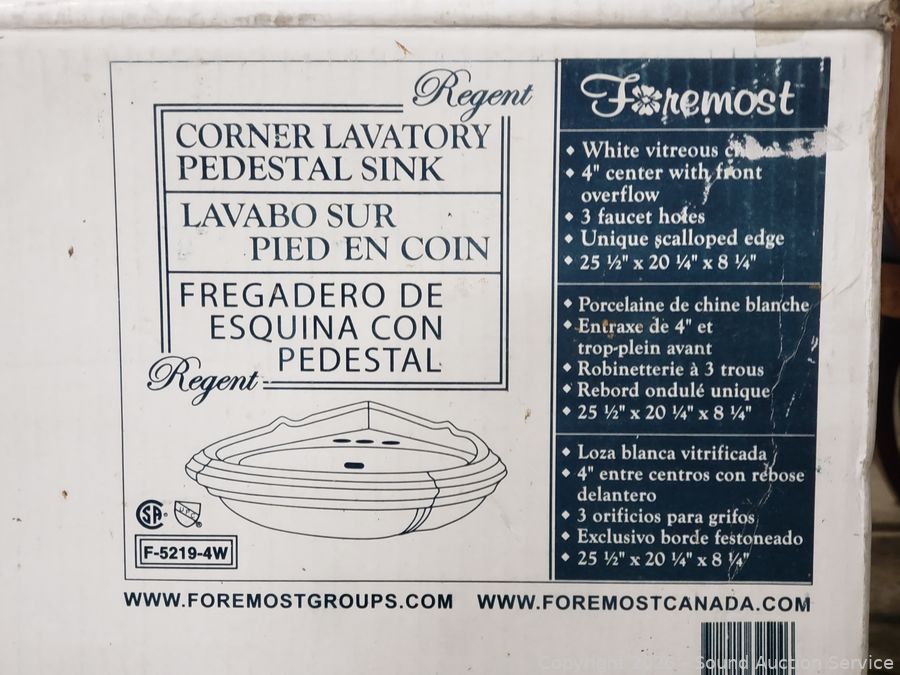 Regent
CORNER LAVATORY
PEDESTAL SINK
LAVABO SUR
PIED EN COIN
FREGADERO DE
ESQUINA CON
PEDESTAL
Regent
SA
UPC
F-5219-4W
Foremost
• White vitreous
• 4" center with front
overflow
• 3 faucet holes
• Unique scalloped edge
• 25 ½" x 20 ¼" x 8 ¼"
• Porcelaine de chine blanche
• Entraxe de 4" et
trop-plein avant
• Robinetterie à 3 trous
• Rebord ondulé unique
• 25 ½" x 20 ¼" x 8 ¼"
• Loza blanca vitrificada
• 4" entre centros con rebose
delantero
• 3 orificios para grifos
• Exclusivo borde festoneado
• 25 ½" x 20 ¼" x 8 ¼"
WWW.FOREMOSTGROUPS.COM WWW.FOREMOSTCANADA.COM
Copyright 2026 - Sound Auction Service